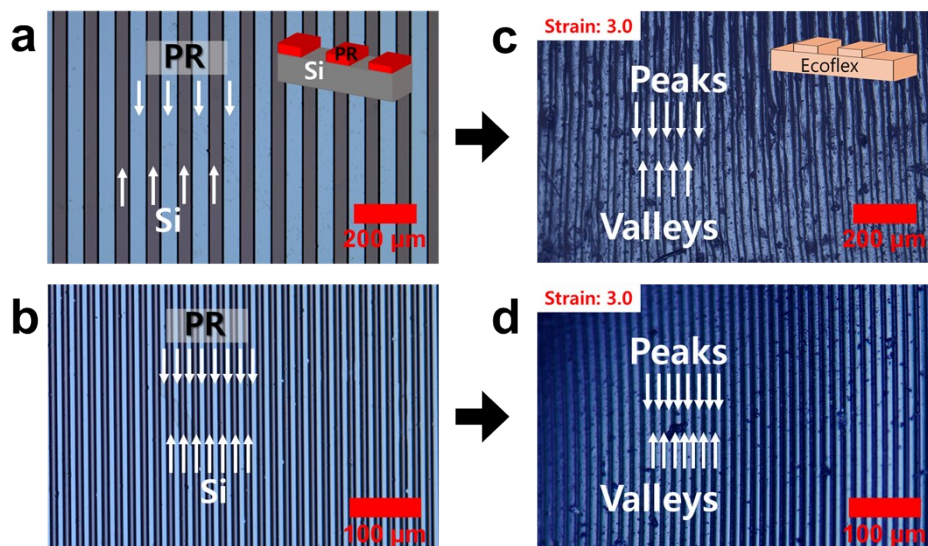 a
PR
PR
Si
Si
200 μm
c
Strain: 3.0
Peaks
Ecoflex
Valleys
200 μm
b
PR
Si
100 μm
d
Strain: 3.0
Peaks
Valleys
100 μm